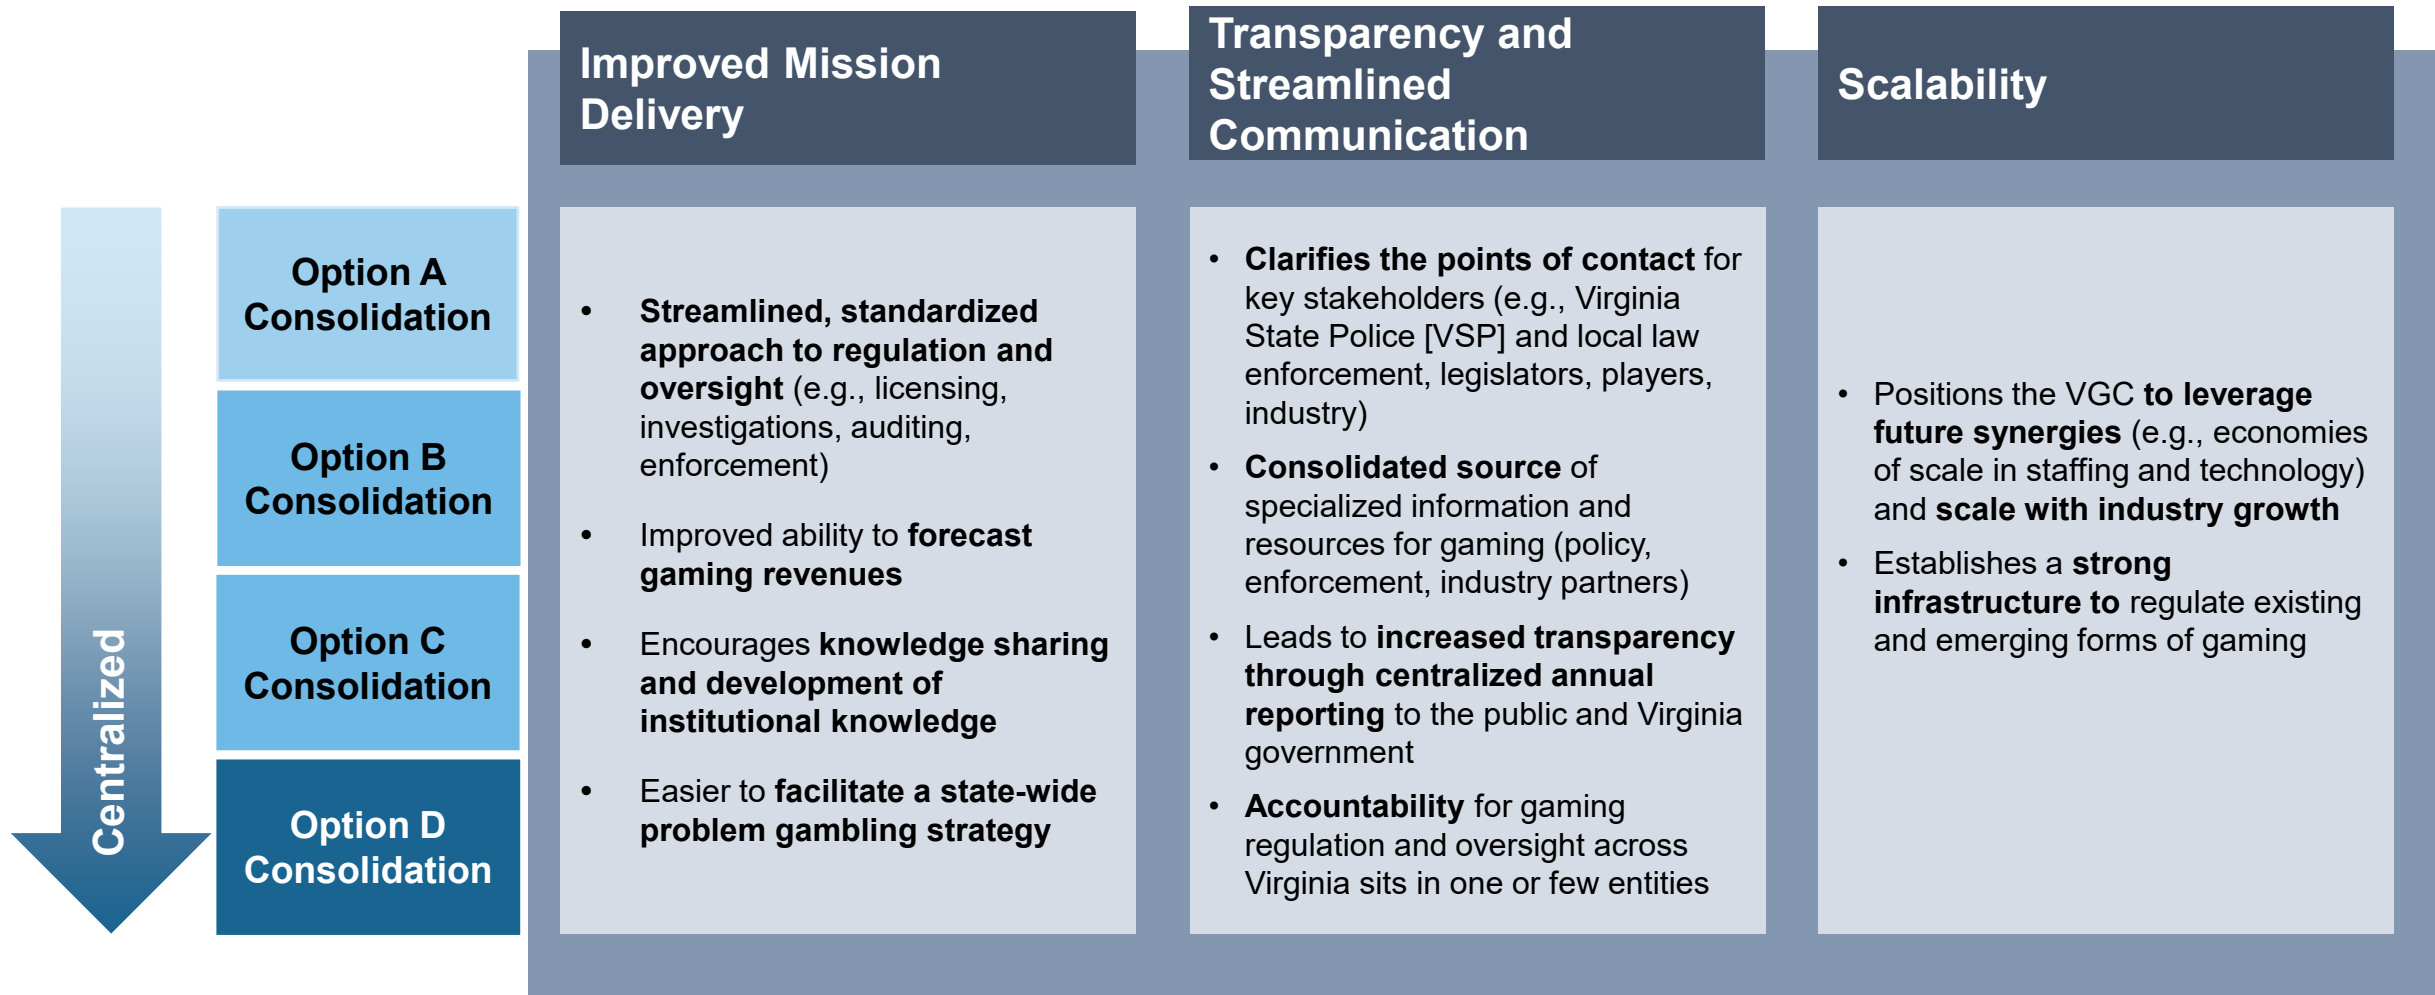 Improved Mission
Delivery
Transparency and
Streamlined
Communication
Scalability
Centralized
Option A
Consolidation
Option B
Consolidation
Option C
Consolidation
Option D
Consolidation
• Streamlined, standardized
approach to regulation and
oversight (e.g., licensing,
investigations, auditing,
enforcement)
• Improved ability to forecast
gaming revenues
• Encourages knowledge sharing
and development of
institutional knowledge
• Easier to facilitate a state-wide
problem gambling strategy
• Clarifies the points of contact for
key stakeholders (e.g., Virginia
State Police [VSP] and local law
enforcement, legislators, players,
industry)
• Consolidated source of
specialized information and
resources for gaming (policy,
enforcement, industry partners)
• Leads to increased transparency
through centralized annual
reporting to the public and Virginia
government
• Accountability for gaming
regulation and oversight across
Virginia sits in one or few entities
• Positions the VGC to leverage
future synergies (e.g., economies
of scale in staffing and technology)
and scale with industry growth
• Establishes a strong
infrastructure to regulate existing
and emerging forms of gaming